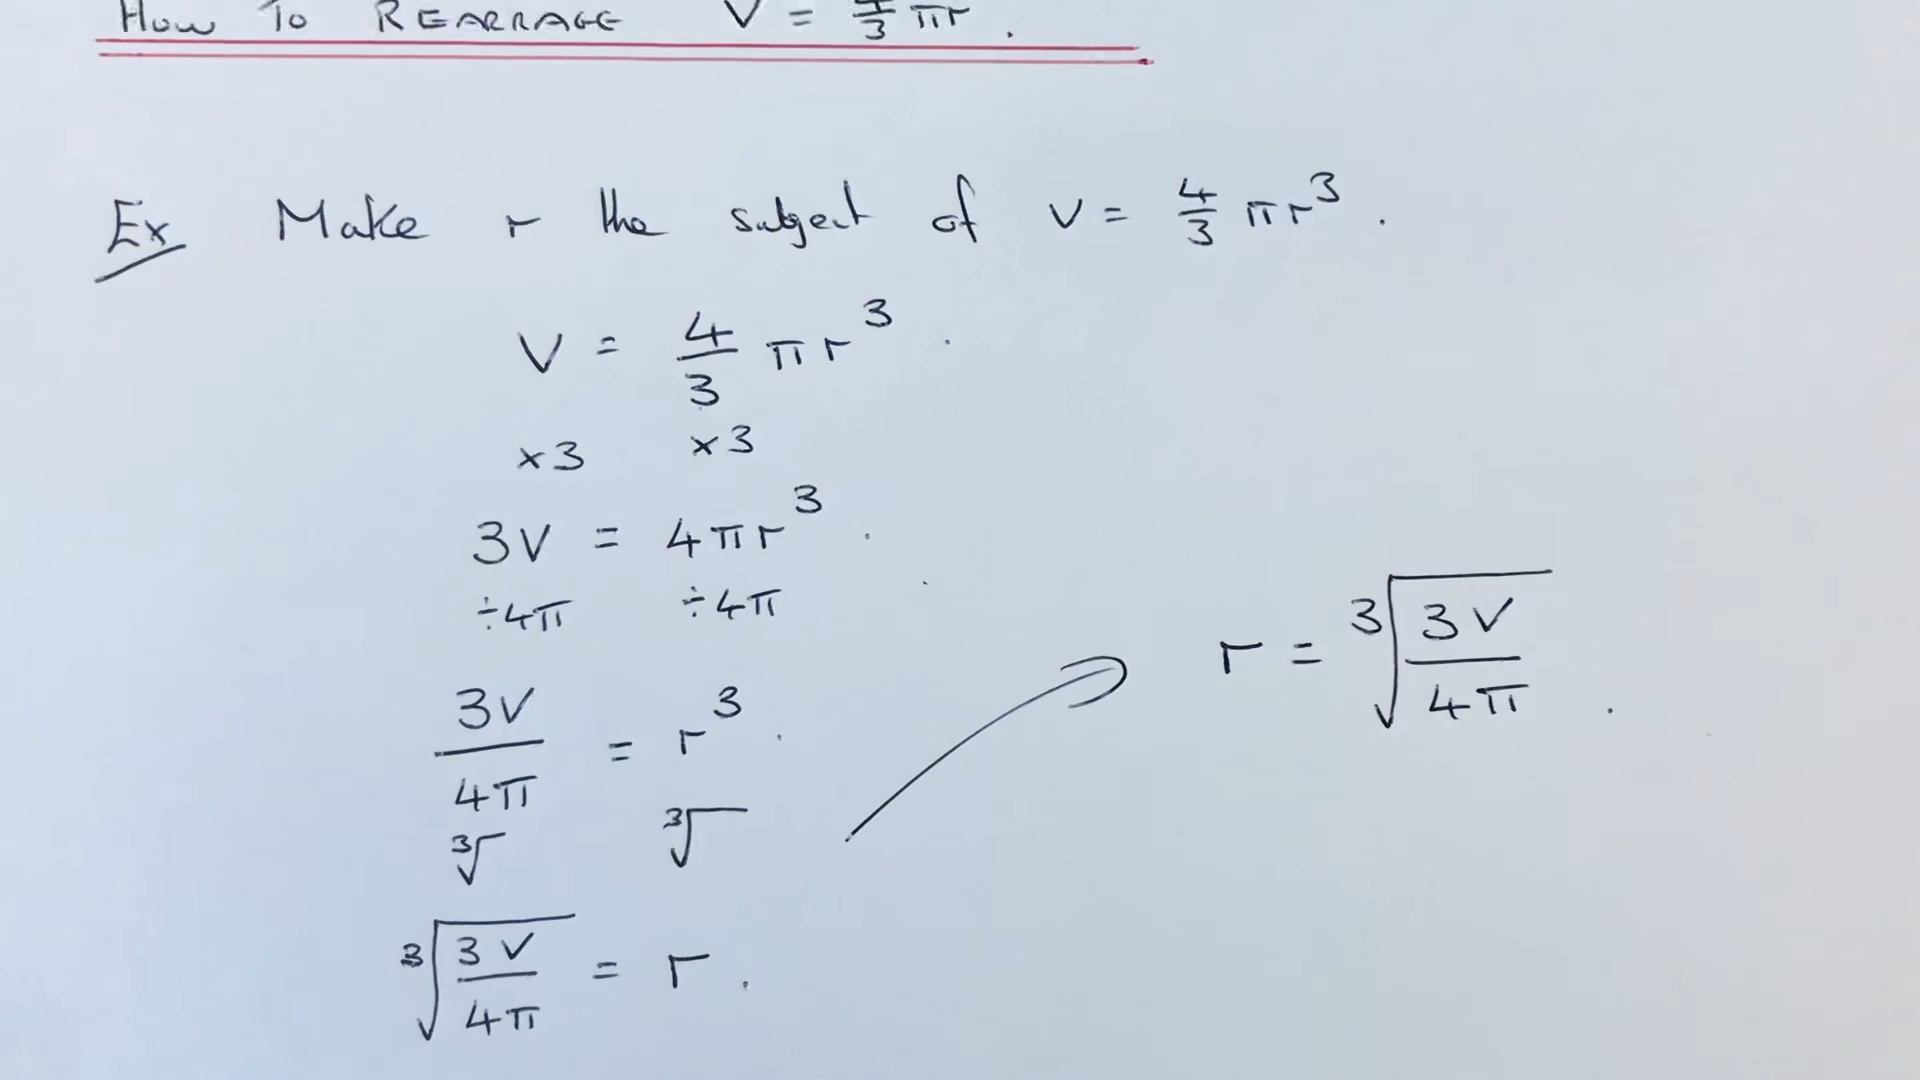 How To REARRAGE V = 4/3 πr .
Ex Make r the subject of V = 4/3 πr³ .
V = 4/3 πr³ .
×3 ×3
3V = 4πr³ .
÷4π ÷4π
3V/4π = r³ .
∛ ∛
∛(3V/4π) = r .
r = ∛(3V/4π) .